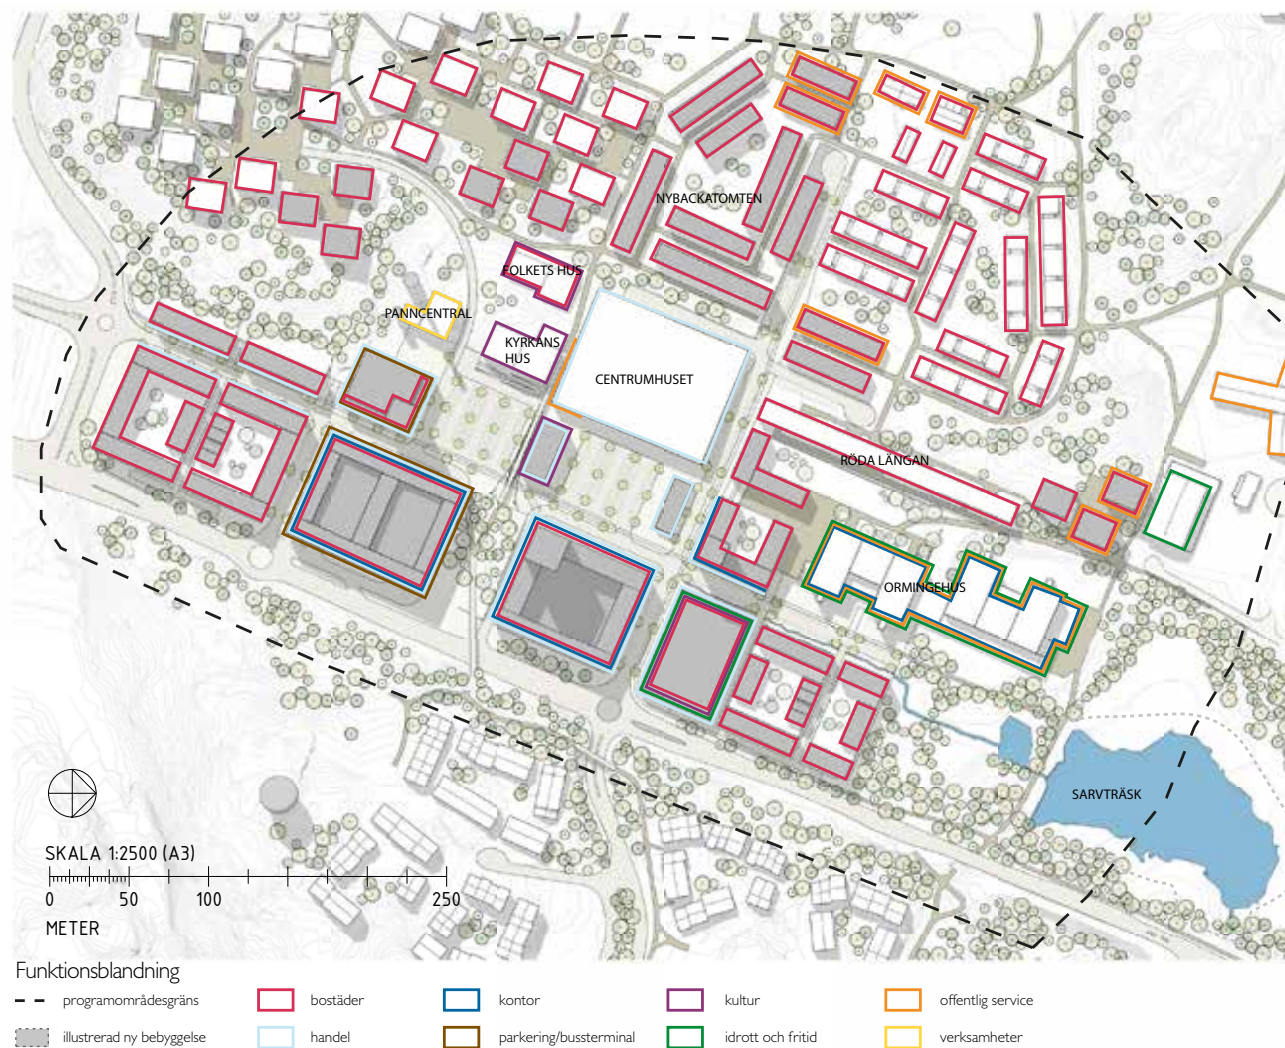 NYBACKATOMTEN
FOLKETS HUS
PANNCENTRAL
KYRKANS
HUS
CENTRUMHUSET
RÖDA LÄNGAN
ORMINGEHUS
SARVTRÄSK
SKALA 1:2500 (A3)
0 50 100 250
METER
Funktionsblandning
programområdesgräns bostäder kontor kultur offentlig service
illustrerad ny bebyggelse handel parkering/bussterminal idrott och fritid verksamheter